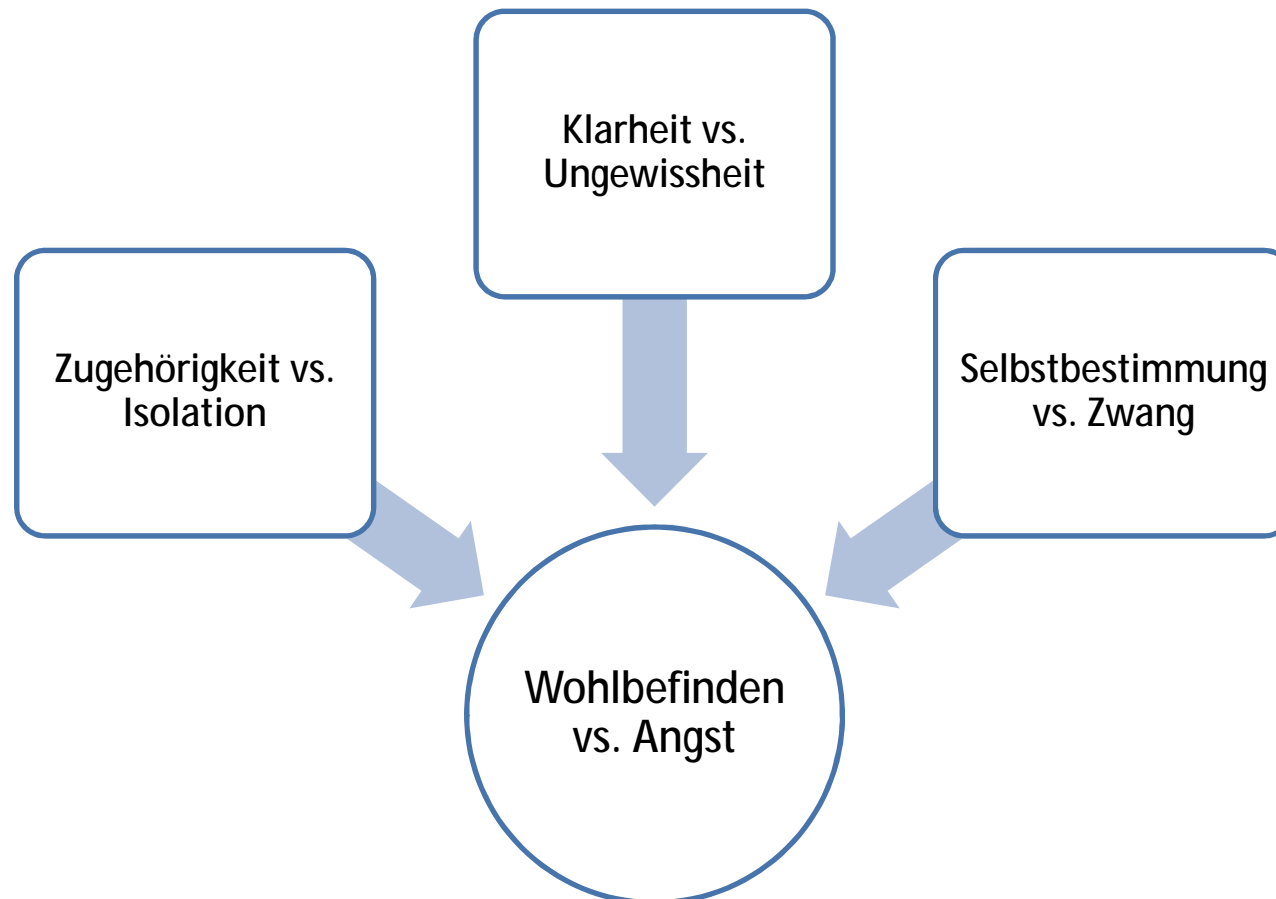 Klarheit vs.
Ungewissheit
Zugehörigkeit vs.
Isolation
Selbstbestimmung
vs. Zwang
Wohlbefinden
vs. Angst